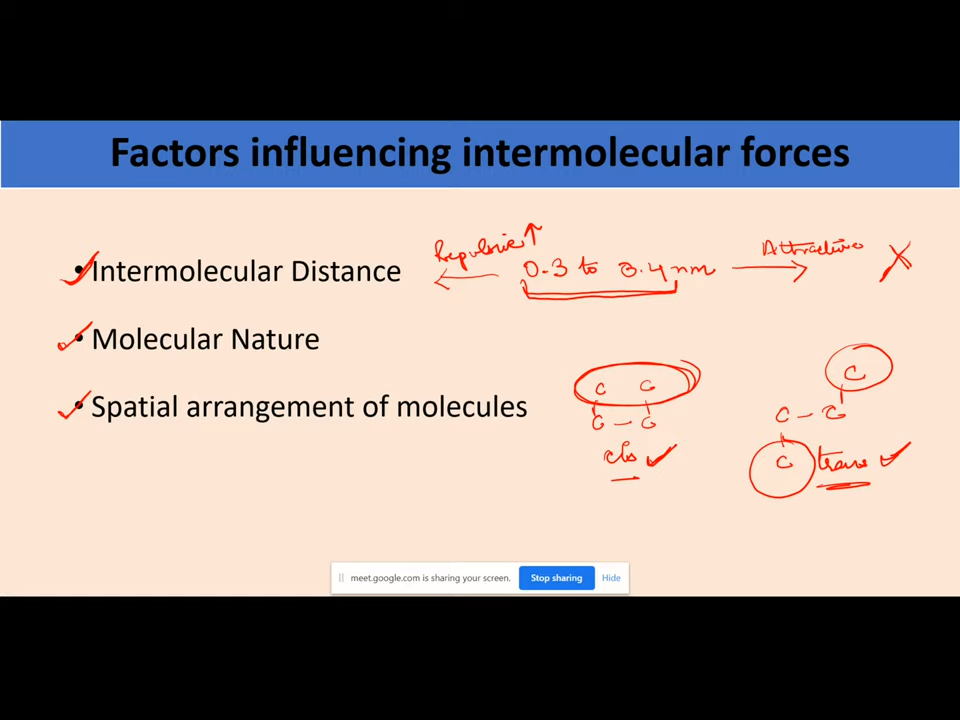 Factors influencing intermolecular forces
Repulsive ↑ Attractive
• Intermolecular Distance 0.3 to 0.4 nm X
• Molecular Nature
• Spatial arrangement of molecules
C C C
C – C C – C
cis C trans
meet.google.com is sharing your screen. Stop sharing Hide